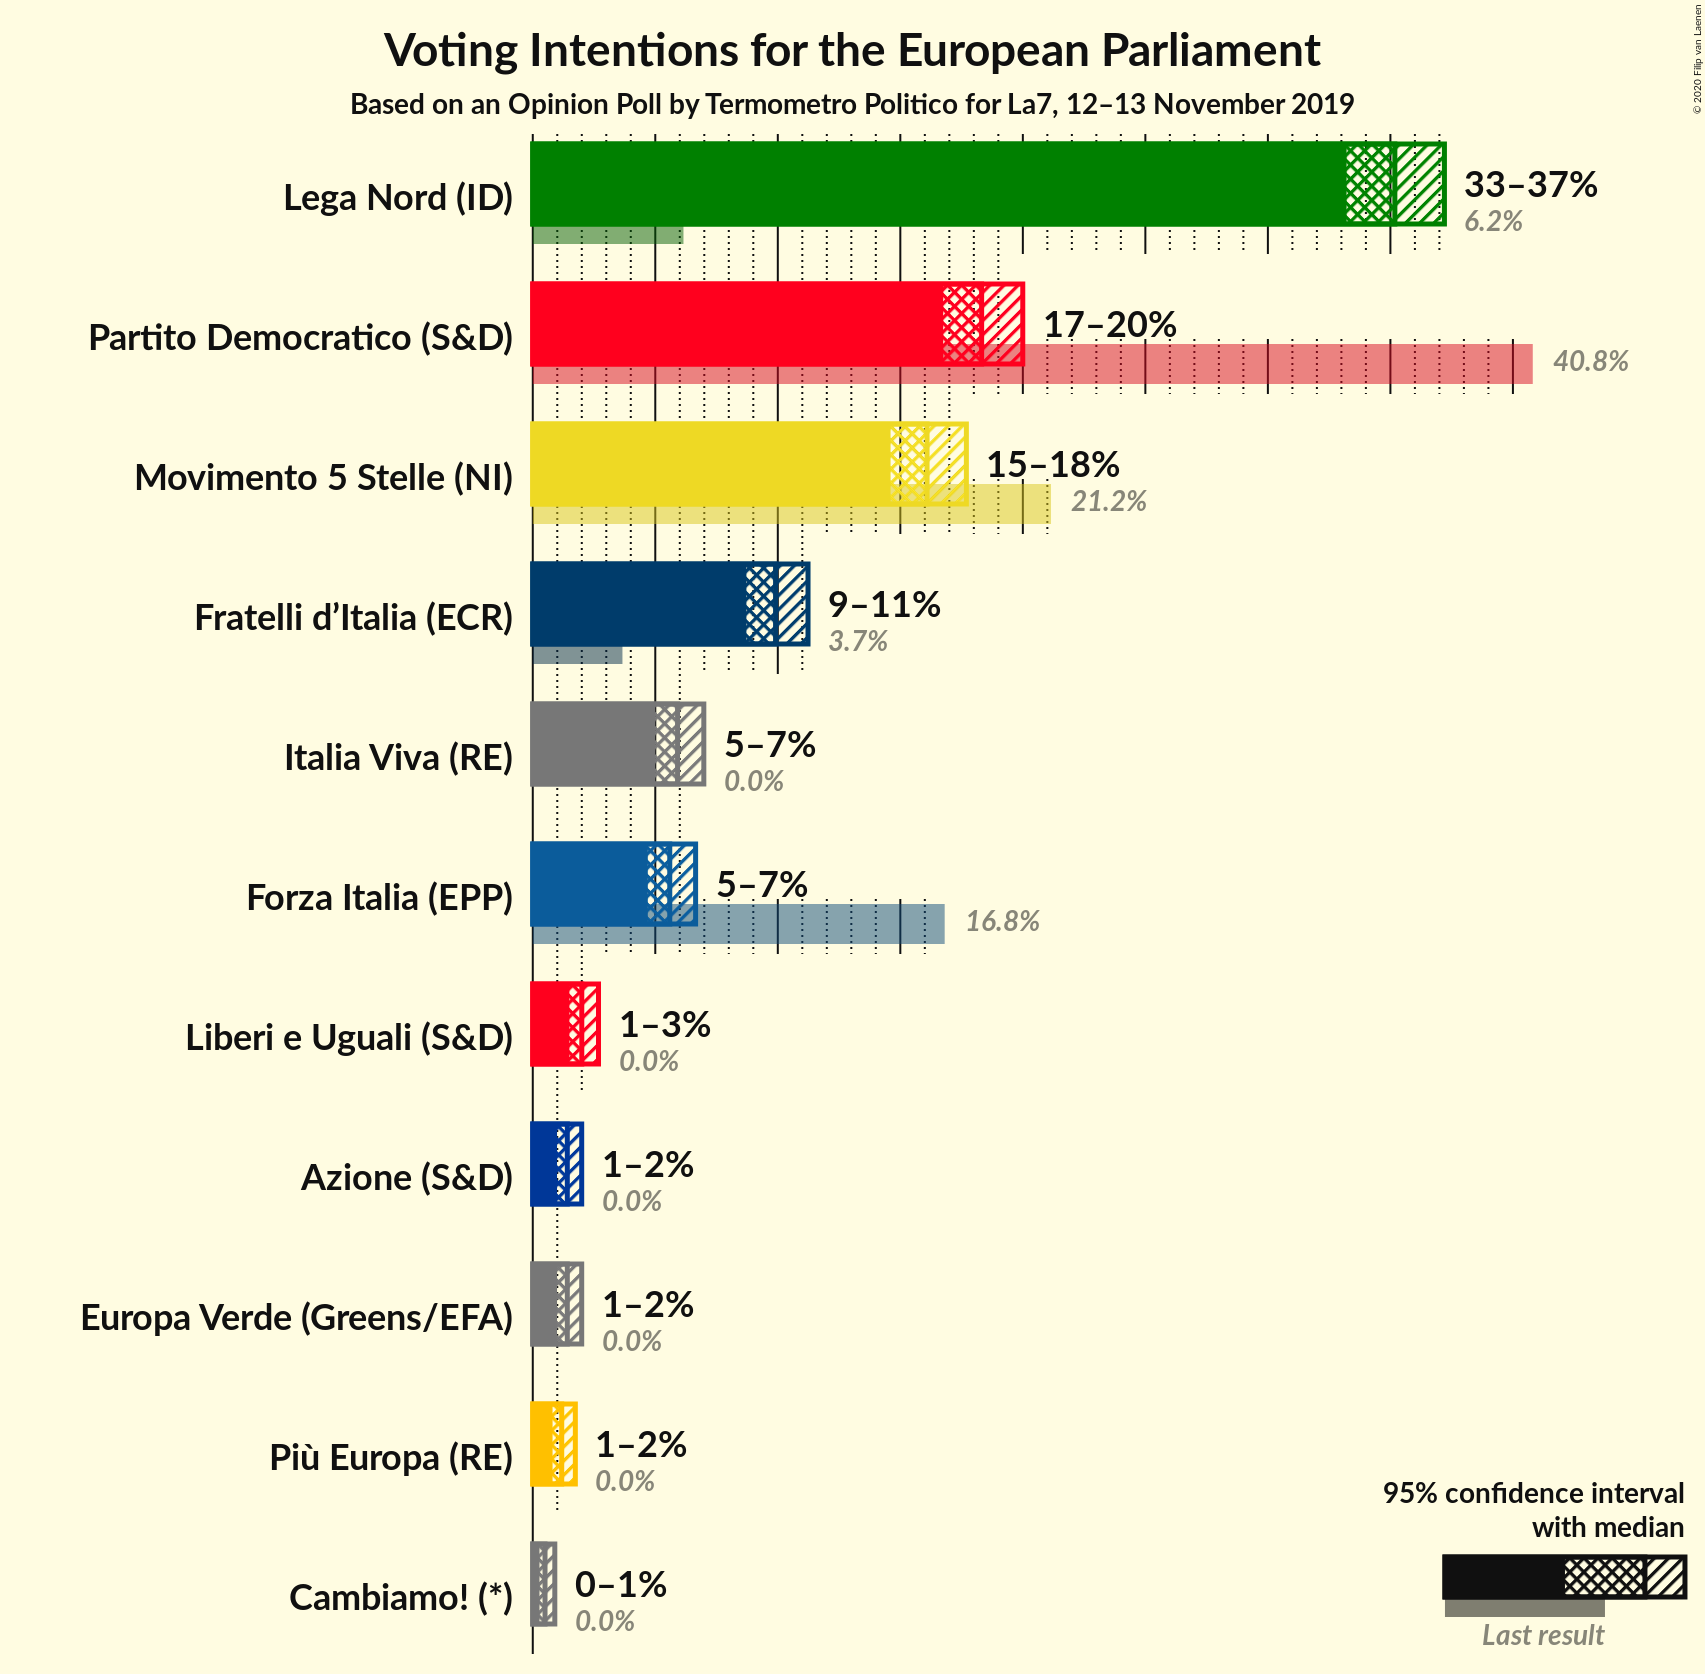 Voting Intentions for the European Parliament
Based on an Opinion Poll by Termometro Politico for La7, 12–13 November 2019
© 2020 Filip van Laenen
Lega Nord (ID)
33–37%
6.2%
Partito Democratico (S&D)
17–20%
40.8%
Movimento 5 Stelle (NI)
15–18%
21.2%
Fratelli d’Italia (ECR)
9–11%
3.7%
Italia Viva (RE)
5–7%
0.0%
Forza Italia (EPP)
5–7%
16.8%
Liberi e Uguali (S&D)
1–3%
0.0%
Azione (S&D)
1–2%
0.0%
Europa Verde (Greens/EFA)
1–2%
0.0%
Più Europa (RE)
1–2%
0.0%
Cambiamo! (*)
0–1%
0.0%
95% confidence interval
with median
Last result